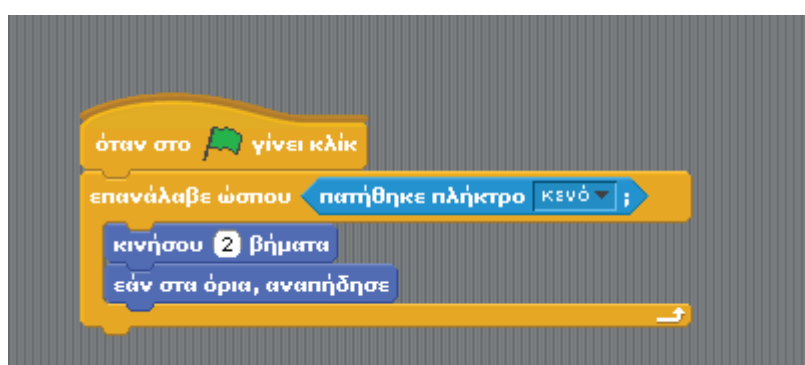 όταν στο γίνει κλίκ
επανάλαβε ώσπου πατήθηκε πλήκτρο κενό ;
κινήσου 2 βήματα
εάν στα όρια, αναπήδησε